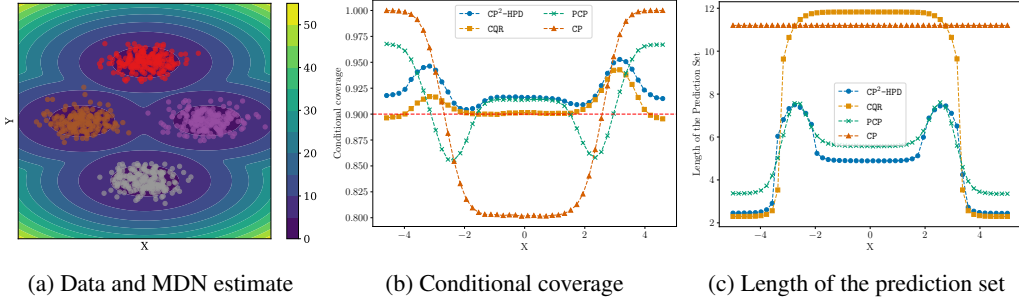 Y
X
50
40
30
20
10
0
Conditional coverage
1.000
0.975
0.950
0.925
0.900
0.875
0.850
0.825
0.800
CP²-HPD
CQR
PCP
CP
−4 −2 0 2 4
X
Length of the Prediction Set
12
10
8
6
4
2
CP²-HPD
CQR
PCP
CP
−4 −2 0 2 4
X
(a) Data and MDN estimate
(b) Conditional coverage
(c) Length of the prediction set